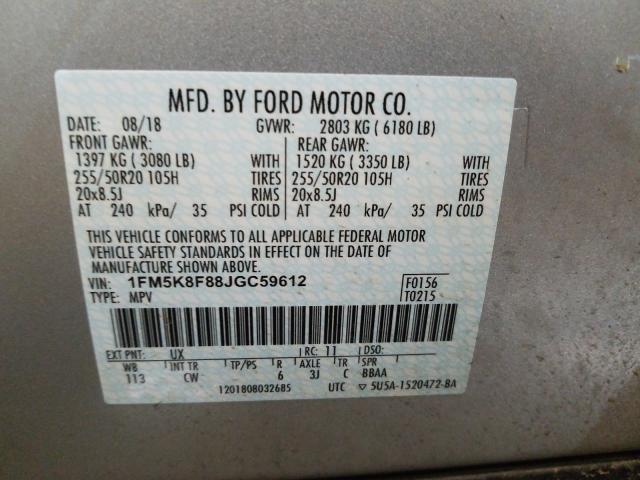 MFD. BY FORD MOTOR CO.
DATE: 08/18 GVWR: 2803 KG ( 6180 LB)
FRONT GAWR: REAR GAWR:
1397 KG ( 3080 LB) WITH 1520 KG ( 3350 LB) WITH
255/50R20 105H TIRES 255/50R20 105H TIRES
20x8.5J RIMS 20x8.5J RIMS
AT 240 kPa/ 35 PSI COLD AT 240 kPa/ 35 PSI COLD
THIS VEHICLE CONFORMS TO ALL APPLICABLE FEDERAL MOTOR
VEHICLE SAFETY STANDARDS IN EFFECT ON THE DATE OF
MANUFACTURE SHOWN ABOVE.
VIN: 1FM5K8F88JGC59612 F0156
TYPE: MPV T0215
EXT PNT: UX RC: 11 DSO:
WB INT TR TP/PS R AXLE TR SPR
113 CW 6 3J C BBAA
1201808032685 UTC ▽ 5U5A-1520472-BA